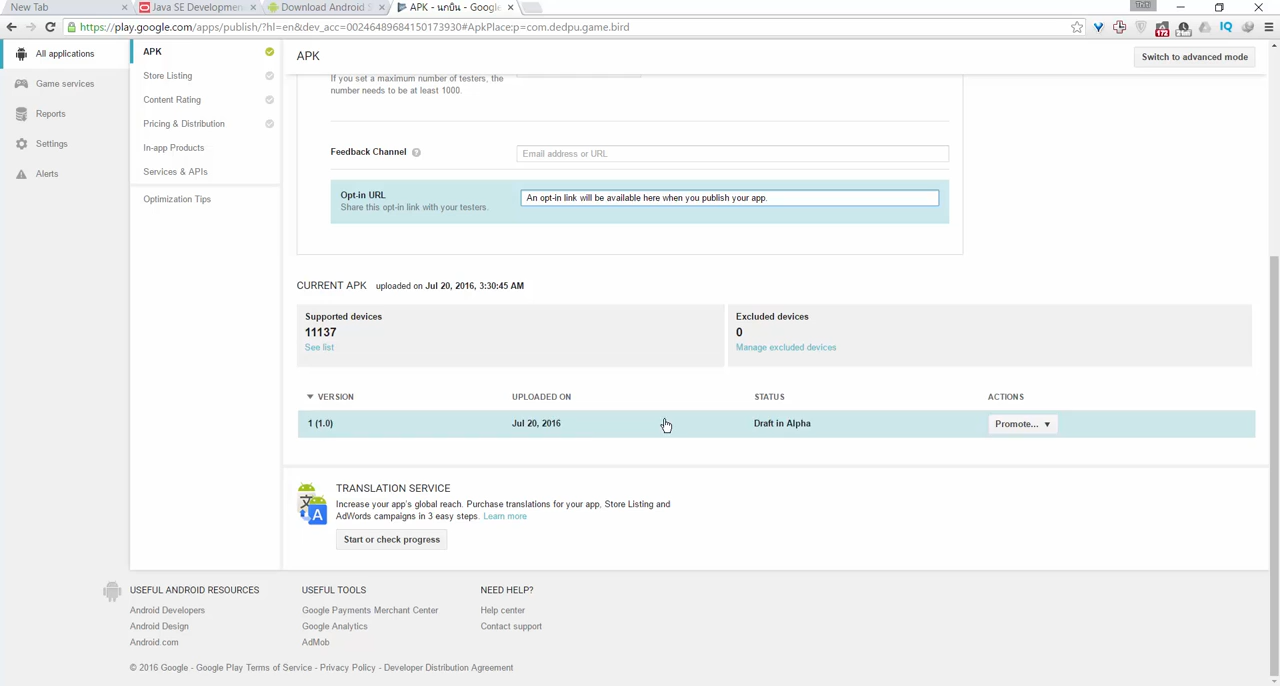 New Tab
Java SE Developmen
Download Android S
APK - นกบิน - Googl
Thiti
https://play.google.com/apps/publish/?hl=en&dev_acc=00246489684150173930#ApkPlace:p=com.dedpu.game.bird
172
IQ
All applications
Game services
Reports
Settings
Alerts
APK
Store Listing
Content Rating
Pricing & Distribution
In-app Products
Services & APIs
Optimization Tips
APK
Switch to advanced mode
If you set a maximum number of testers, the
number needs to be at least 1000.
Feedback Channel ?
Email address or URL
Opt-in URL
Share this opt-in link with your testers.
An opt-in link will be available here when you publish your app.
CURRENT APK uploaded on Jul 20, 2016, 3:30:45 AM
Supported devices
11137
See list
Excluded devices
0
Manage excluded devices
VERSION UPLOADED ON STATUS ACTIONS
1 (1.0) Jul 20, 2016 Draft in Alpha Promote...
TRANSLATION SERVICE
Increase your app's global reach. Purchase translations for your app, Store Listing and
AdWords campaigns in 3 easy steps. Learn more
Start or check progress
USEFUL ANDROID RESOURCES
Android Developers
Android Design
Android.com
USEFUL TOOLS
Google Payments Merchant Center
Google Analytics
AdMob
NEED HELP?
Help center
Contact support
© 2016 Google - Google Play Terms of Service - Privacy Policy - Developer Distribution Agreement